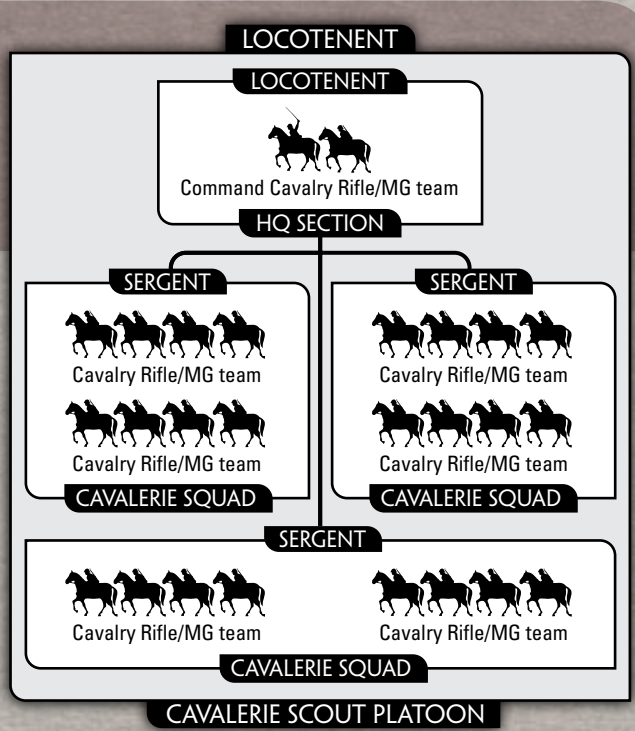 LOCOTENENT
LOCOTENENT
Command Cavalry Rifle/MG team
HQ SECTION
SERGENT
Cavalry Rifle/MG team
Cavalry Rifle/MG team
CAVALERIE SQUAD
SERGENT
Cavalry Rifle/MG team
Cavalry Rifle/MG team
CAVALERIE SQUAD
SERGENT
Cavalry Rifle/MG team
Cavalry Rifle/MG team
CAVALERIE SQUAD
CAVALERIE SCOUT PLATOON